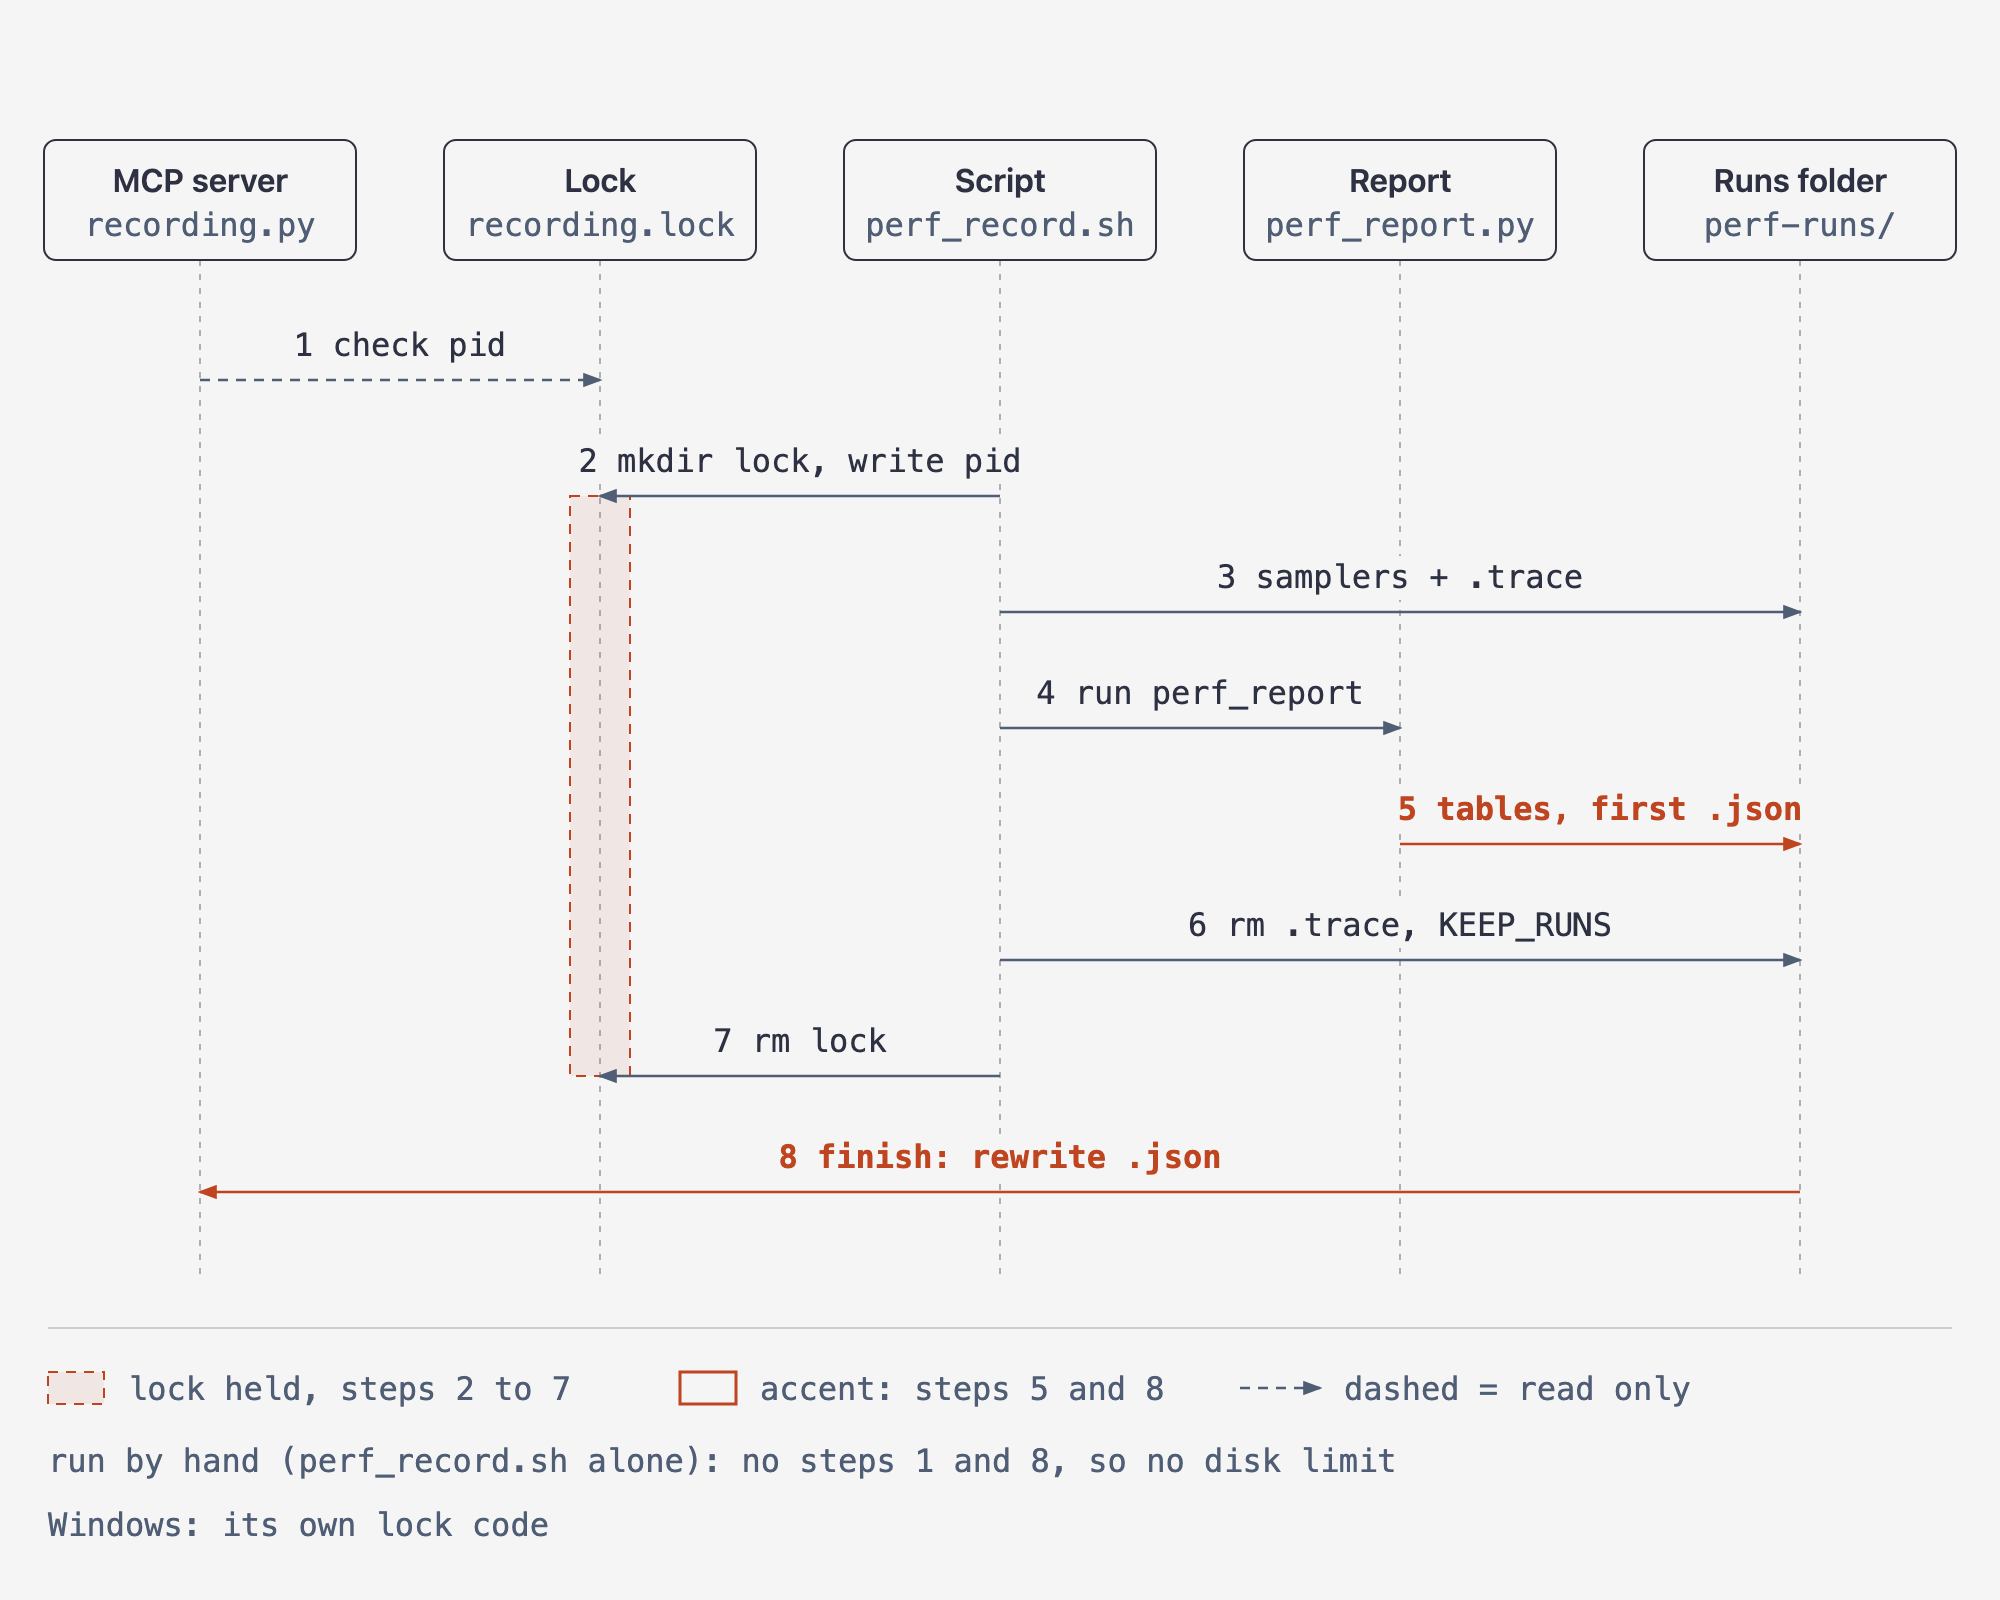 MCP server
recording.py
Lock
recording.lock
Script
perf_record.sh
Report
perf_report.py
Runs folder
perf-runs/
1 check pid
2 mkdir lock, write pid
3 samplers + .trace
4 run perf_report
5 tables, first .json
6 rm .trace, KEEP_RUNS
7 rm lock
8 finish: rewrite .json
lock held, steps 2 to 7
accent: steps 5 and 8
dashed = read only
run by hand (perf_record.sh alone): no steps 1 and 8, so no disk limit
Windows: its own lock code